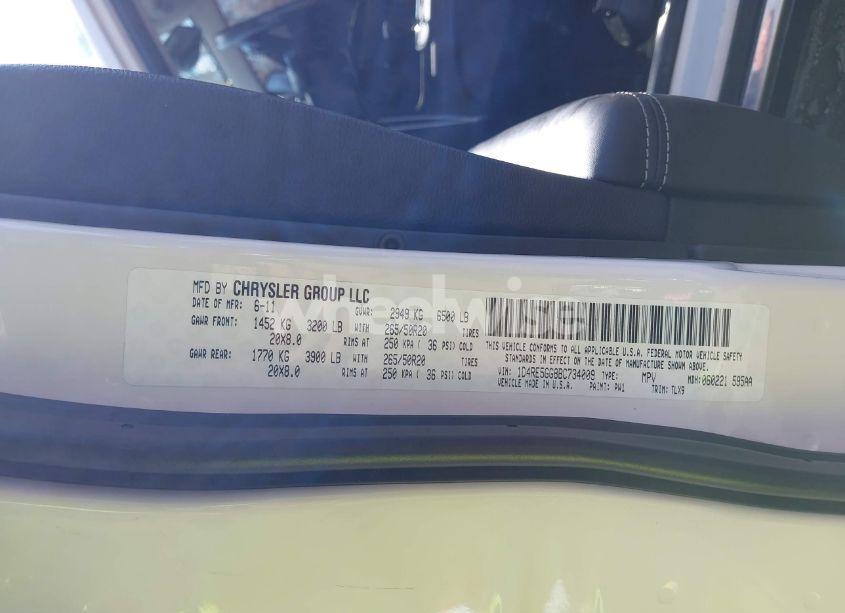 MFD BY CHRYSLER GROUP LLC
DATE OF MFR: 6-11 GVWR: 2949 KG 6500 LB
GAWR FRONT: 1452 KG 3200 LB WITH 265/50R20 TIRES
20X8.0 RIMS AT 250 KPA ( 36 PSI) COLD
GAWR REAR: 1770 KG 3900 LB WITH 265/50R20 TIRES
20X8.0 RIMS AT 250 KPA ( 36 PSI) COLD
THIS VEHICLE CONFORMS TO ALL APPLICABLE U.S.A. FEDERAL MOTOR VEHICLE SAFETY
STANDARDS IN EFFECT ON THE DATE OF MANUFACTURE SHOWN ABOVE.
VIN: 1D4RE5GG8BC734009 TYPE: MPV MDH: 060221 595AA
VEHICLE MADE IN U.S.A. PAINT: PW1 TRIM: TLX9
wheelwise